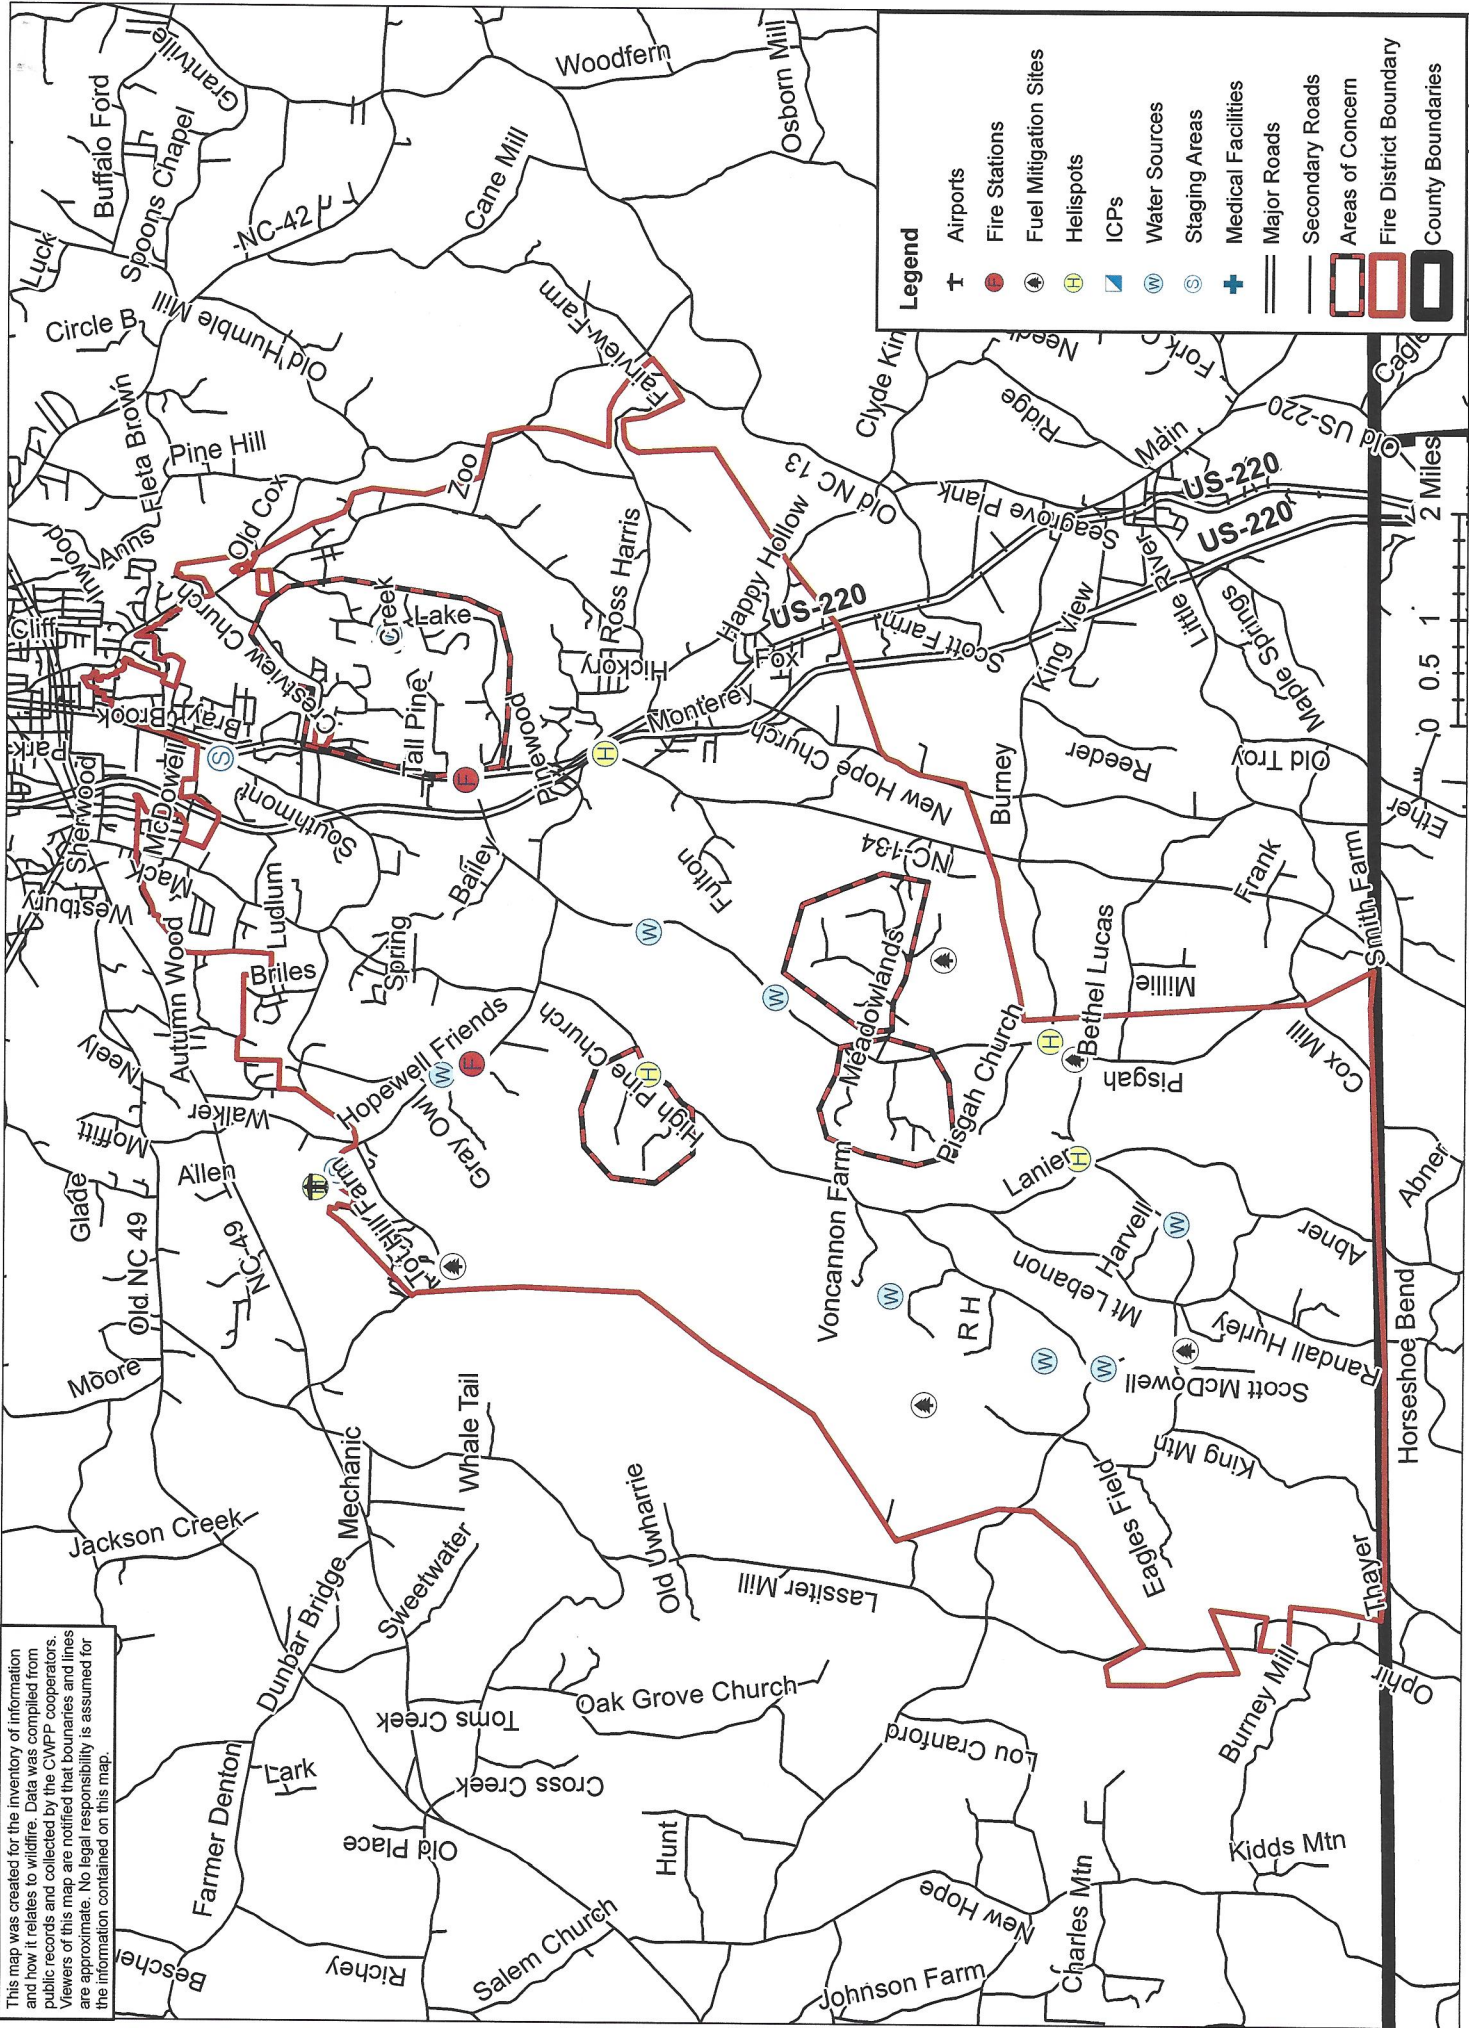 This map was created for the inventory of information
and how it relates to wildfire. Data was compiled from
public records and collected by the CWPP cooperators.
Viewers of this map are notified that boundaries and lines
are approximate. No legal responsibility is assumed for
the information contained on this map.
Bescher
Farmer Denton
Lark
Richey
Old Place
Salem Church
Dunbar Bridge
Mechanic
Sweetwater
Toms Creek
Cross Creek
Hunt
Oak Grove Church
Old Uwharrie
Whale Tail
Lassiter Mill
Lou Cranford
New Hope
Johnson Farm
Charles Mtn
Kidds Mtn
Burney Mill
Ophir
Thayer
Eagles Field
King Mtn
Scott McDowell
Randall Hurley
Horseshoe Bend
Abner
Abner
Harvell
Mt Lebanon
R H
Lanier
Voncannon Farm
Jackson Creek
Moore
Old NC 49
NC-49
Glade
Allen
Moffitt
Walker
Neely
Autumn Wood
Tot Hill Farm
Hopewell Friends
Gray Owl
High Pine Church
Briles
Ludlum
Spring
Bailey
Westbury
Mack
McDowell
Sherwood
Park
Southmont
Brook
Bray
Cliff
Inwood
Anns
Fleta Brown
Church
Old Cox
Crestview Church
Cr
Tall Pine
Creek
Lake
Pinewood
Hickory
Ross Harris
Zoo
Pine Hill
Circle B
Luck
Old Humble Mill
Spoons Chapel
Buffalo Ford
Grantville
NC-42
Cane Mill
Woodfern
Osborn Mill
Fairview Farm
Fulton
Monterey
Church
New Hope
NC-134
Fox
Happy Hollow
US-220
Old NC 13
Scott Farm
Clyde Kin
Ridge
Needh
Fork C
Main
Seagrove Plank
US-220
US-220
Old US-220
Cagle
King View
Little River
Maple Springs
Burney
Reeder
Old Troy
Ether
Meadowlands
Pisgah Church
Bethel Lucas
Pisgah
Millie
Frank
Cox Mill
Smith Farm
S
F
H
W
W
W
F
H
H
H
W
W
W
W
0 0.5 1 2 Miles
Legend
Airports
F Fire Stations
Fuel Mitigation Sites
H Helispots
ICPs
W Water Sources
S Staging Areas
Medical Facilities
Major Roads
Secondary Roads
Areas of Concern
Fire District Boundary
County Boundaries